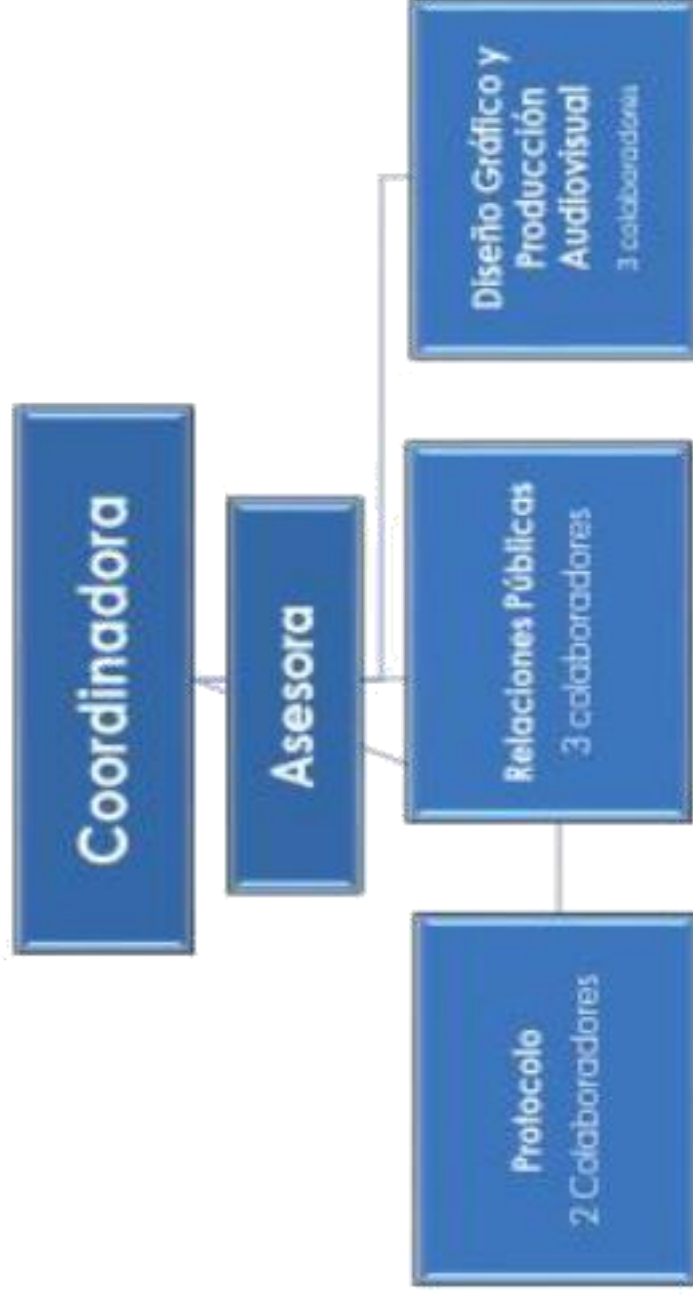 Coordinadora
Asesora
Protocolo
2 Colaboradores
Relaciones Públicas
3 colaboradores
Diseño Gráfico y
Producción
Audiovisual
3 colaboradores